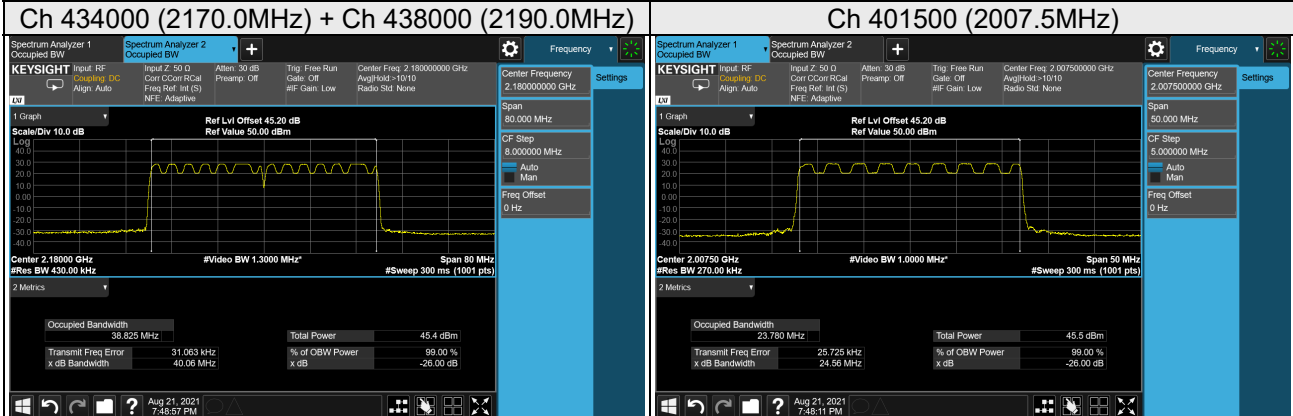 Ch 434000 (2170.0MHz) + Ch 438000 (2190.0MHz)
Spectrum Analyzer 1
Occupied BW
Spectrum Analyzer 2
Occupied BW
Frequency
KEYSIGHT
Input: RF
Coupling: DC
Align: Auto
Input Z: 50 Ω
Corr CCorr RCal
Freq Ref: Int (S)
NFE: Adaptive
Atten: 30 dB
Preamp: Off
Trig: Free Run
Gate: Off
#IF Gain: Low
Center Freq: 2.180000000 GHz
Avg|Hold:>10/10
Radio Std: None
LXI
Center Frequency
2.180000000 GHz
Settings
Span
80.000 MHz
CF Step
8.000000 MHz
Auto
Man
Freq Offset
0 Hz
1 Graph
Scale/Div 10.0 dB
Ref Lvl Offset 45.20 dB
Ref Value 50.00 dBm
Log
40.0
30.0
20.0
10.0
0.00
-10.0
-20.0
-30.0
-40.0
Center 2.18000 GHz
#Res BW 430.00 kHz
#Video BW 1.3000 MHz*
Span 80 MHz
#Sweep 300 ms (1001 pts)
2 Metrics
Occupied Bandwidth
38.825 MHz
Total Power 45.4 dBm
Transmit Freq Error 31.063 kHz
% of OBW Power 99.00 %
x dB Bandwidth 40.06 MHz
x dB -26.00 dB
?
Aug 21, 2021
7:48:57 PM
Ch 401500 (2007.5MHz)
Spectrum Analyzer 1
Occupied BW
Spectrum Analyzer 2
Occupied BW
Frequency
KEYSIGHT
Input: RF
Coupling: DC
Align: Auto
Input Z: 50 Ω
Corr CCorr RCal
Freq Ref: Int (S)
NFE: Adaptive
Atten: 30 dB
Preamp: Off
Trig: Free Run
Gate: Off
#IF Gain: Low
Center Freq: 2.007500000 GHz
Avg|Hold:>10/10
Radio Std: None
LXI
Center Frequency
2.007500000 GHz
Settings
Span
50.000 MHz
CF Step
5.000000 MHz
Auto
Man
Freq Offset
0 Hz
1 Graph
Scale/Div 10.0 dB
Ref Lvl Offset 45.20 dB
Ref Value 50.00 dBm
Log
40.0
30.0
20.0
10.0
0.00
-10.0
-20.0
-30.0
-40.0
Center 2.00750 GHz
#Res BW 270.00 kHz
#Video BW 1.0000 MHz*
Span 50 MHz
#Sweep 300 ms (1001 pts)
2 Metrics
Occupied Bandwidth
23.780 MHz
Total Power 45.5 dBm
Transmit Freq Error 25.725 kHz
% of OBW Power 99.00 %
x dB Bandwidth 24.56 MHz
x dB -26.00 dB
?
Aug 21, 2021
7:48:11 PM